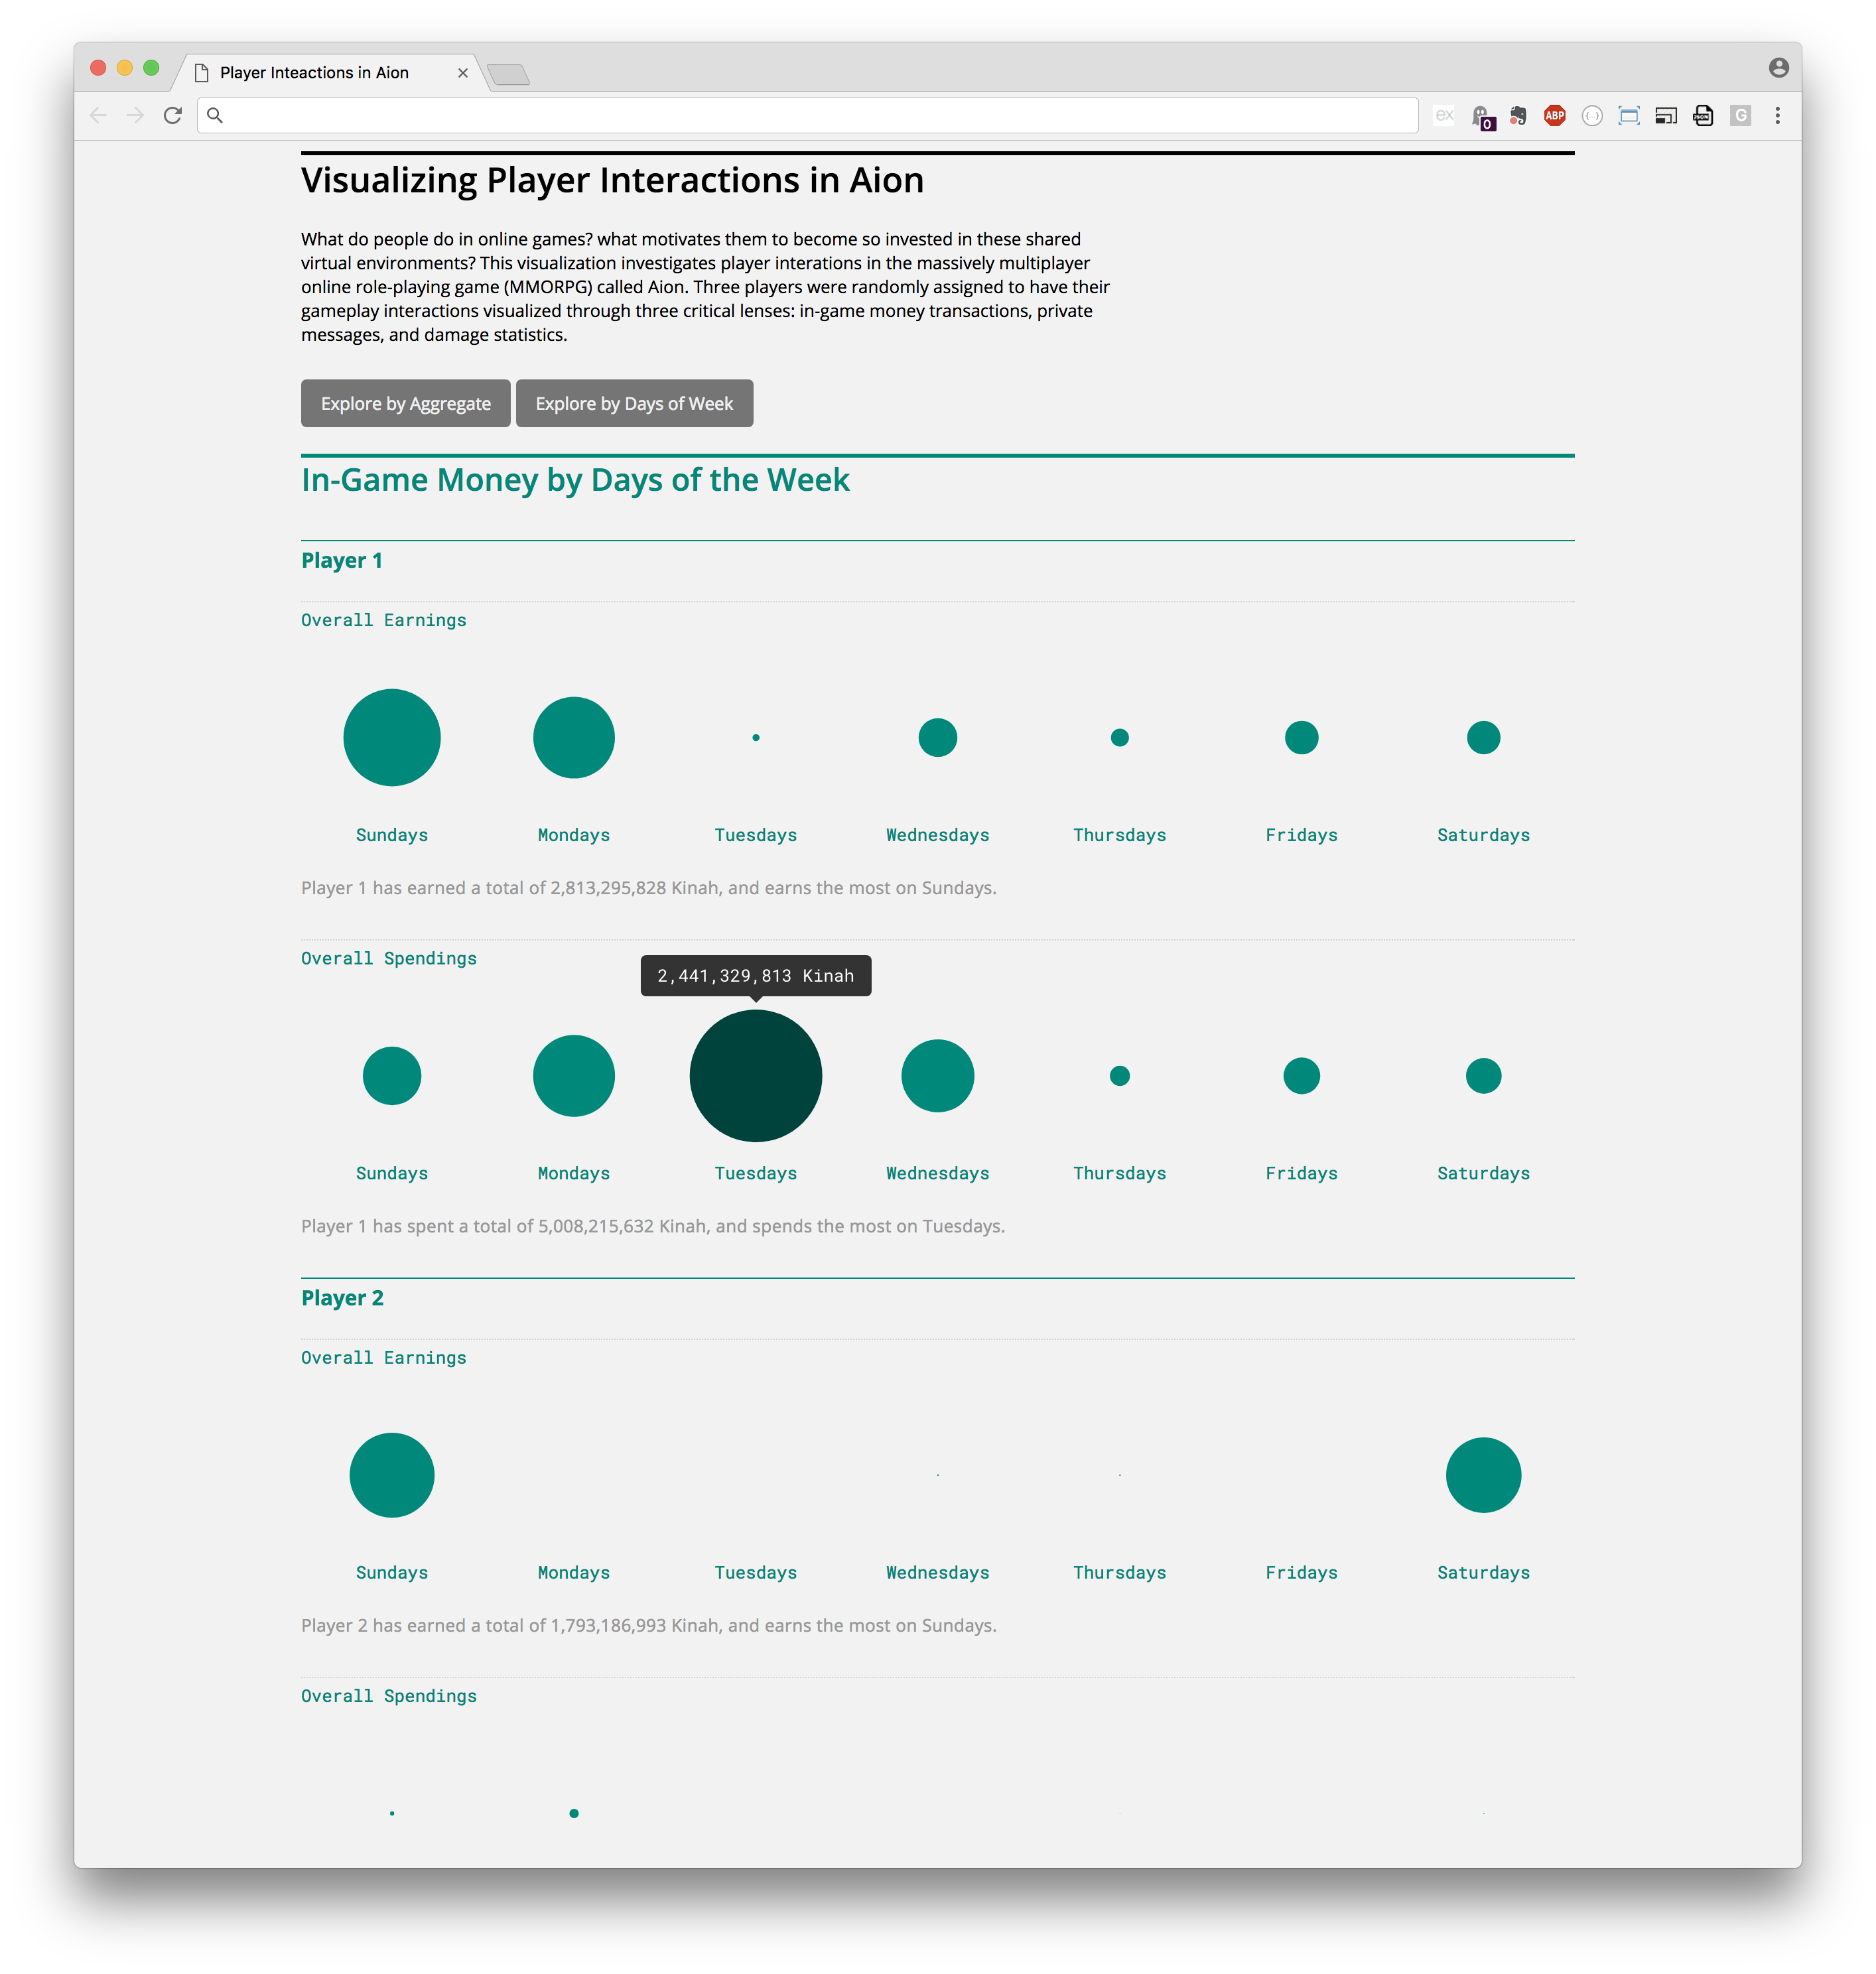 Player Inteactions in Aion
ex
0
ABP
JSON
G
Visualizing Player Interactions in Aion
What do people do in online games? what motivates them to become so invested in these shared
virtual environments? This visualization investigates player interations in the massively multiplayer
online role-playing game (MMORPG) called Aion. Three players were randomly assigned to have their
gameplay interactions visualized through three critical lenses: in-game money transactions, private
messages, and damage statistics.
Explore by Aggregate Explore by Days of Week
In-Game Money by Days of the Week
Player 1
Overall Earnings
Sundays Mondays Tuesdays Wednesdays Thursdays Fridays Saturdays
Player 1 has earned a total of 2,813,295,828 Kinah, and earns the most on Sundays.
Overall Spendings
2,441,329,813 Kinah
Sundays Mondays Tuesdays Wednesdays Thursdays Fridays Saturdays
Player 1 has spent a total of 5,008,215,632 Kinah, and spends the most on Tuesdays.
Player 2
Overall Earnings
Sundays Mondays Tuesdays Wednesdays Thursdays Fridays Saturdays
Player 2 has earned a total of 1,793,186,993 Kinah, and earns the most on Sundays.
Overall Spendings